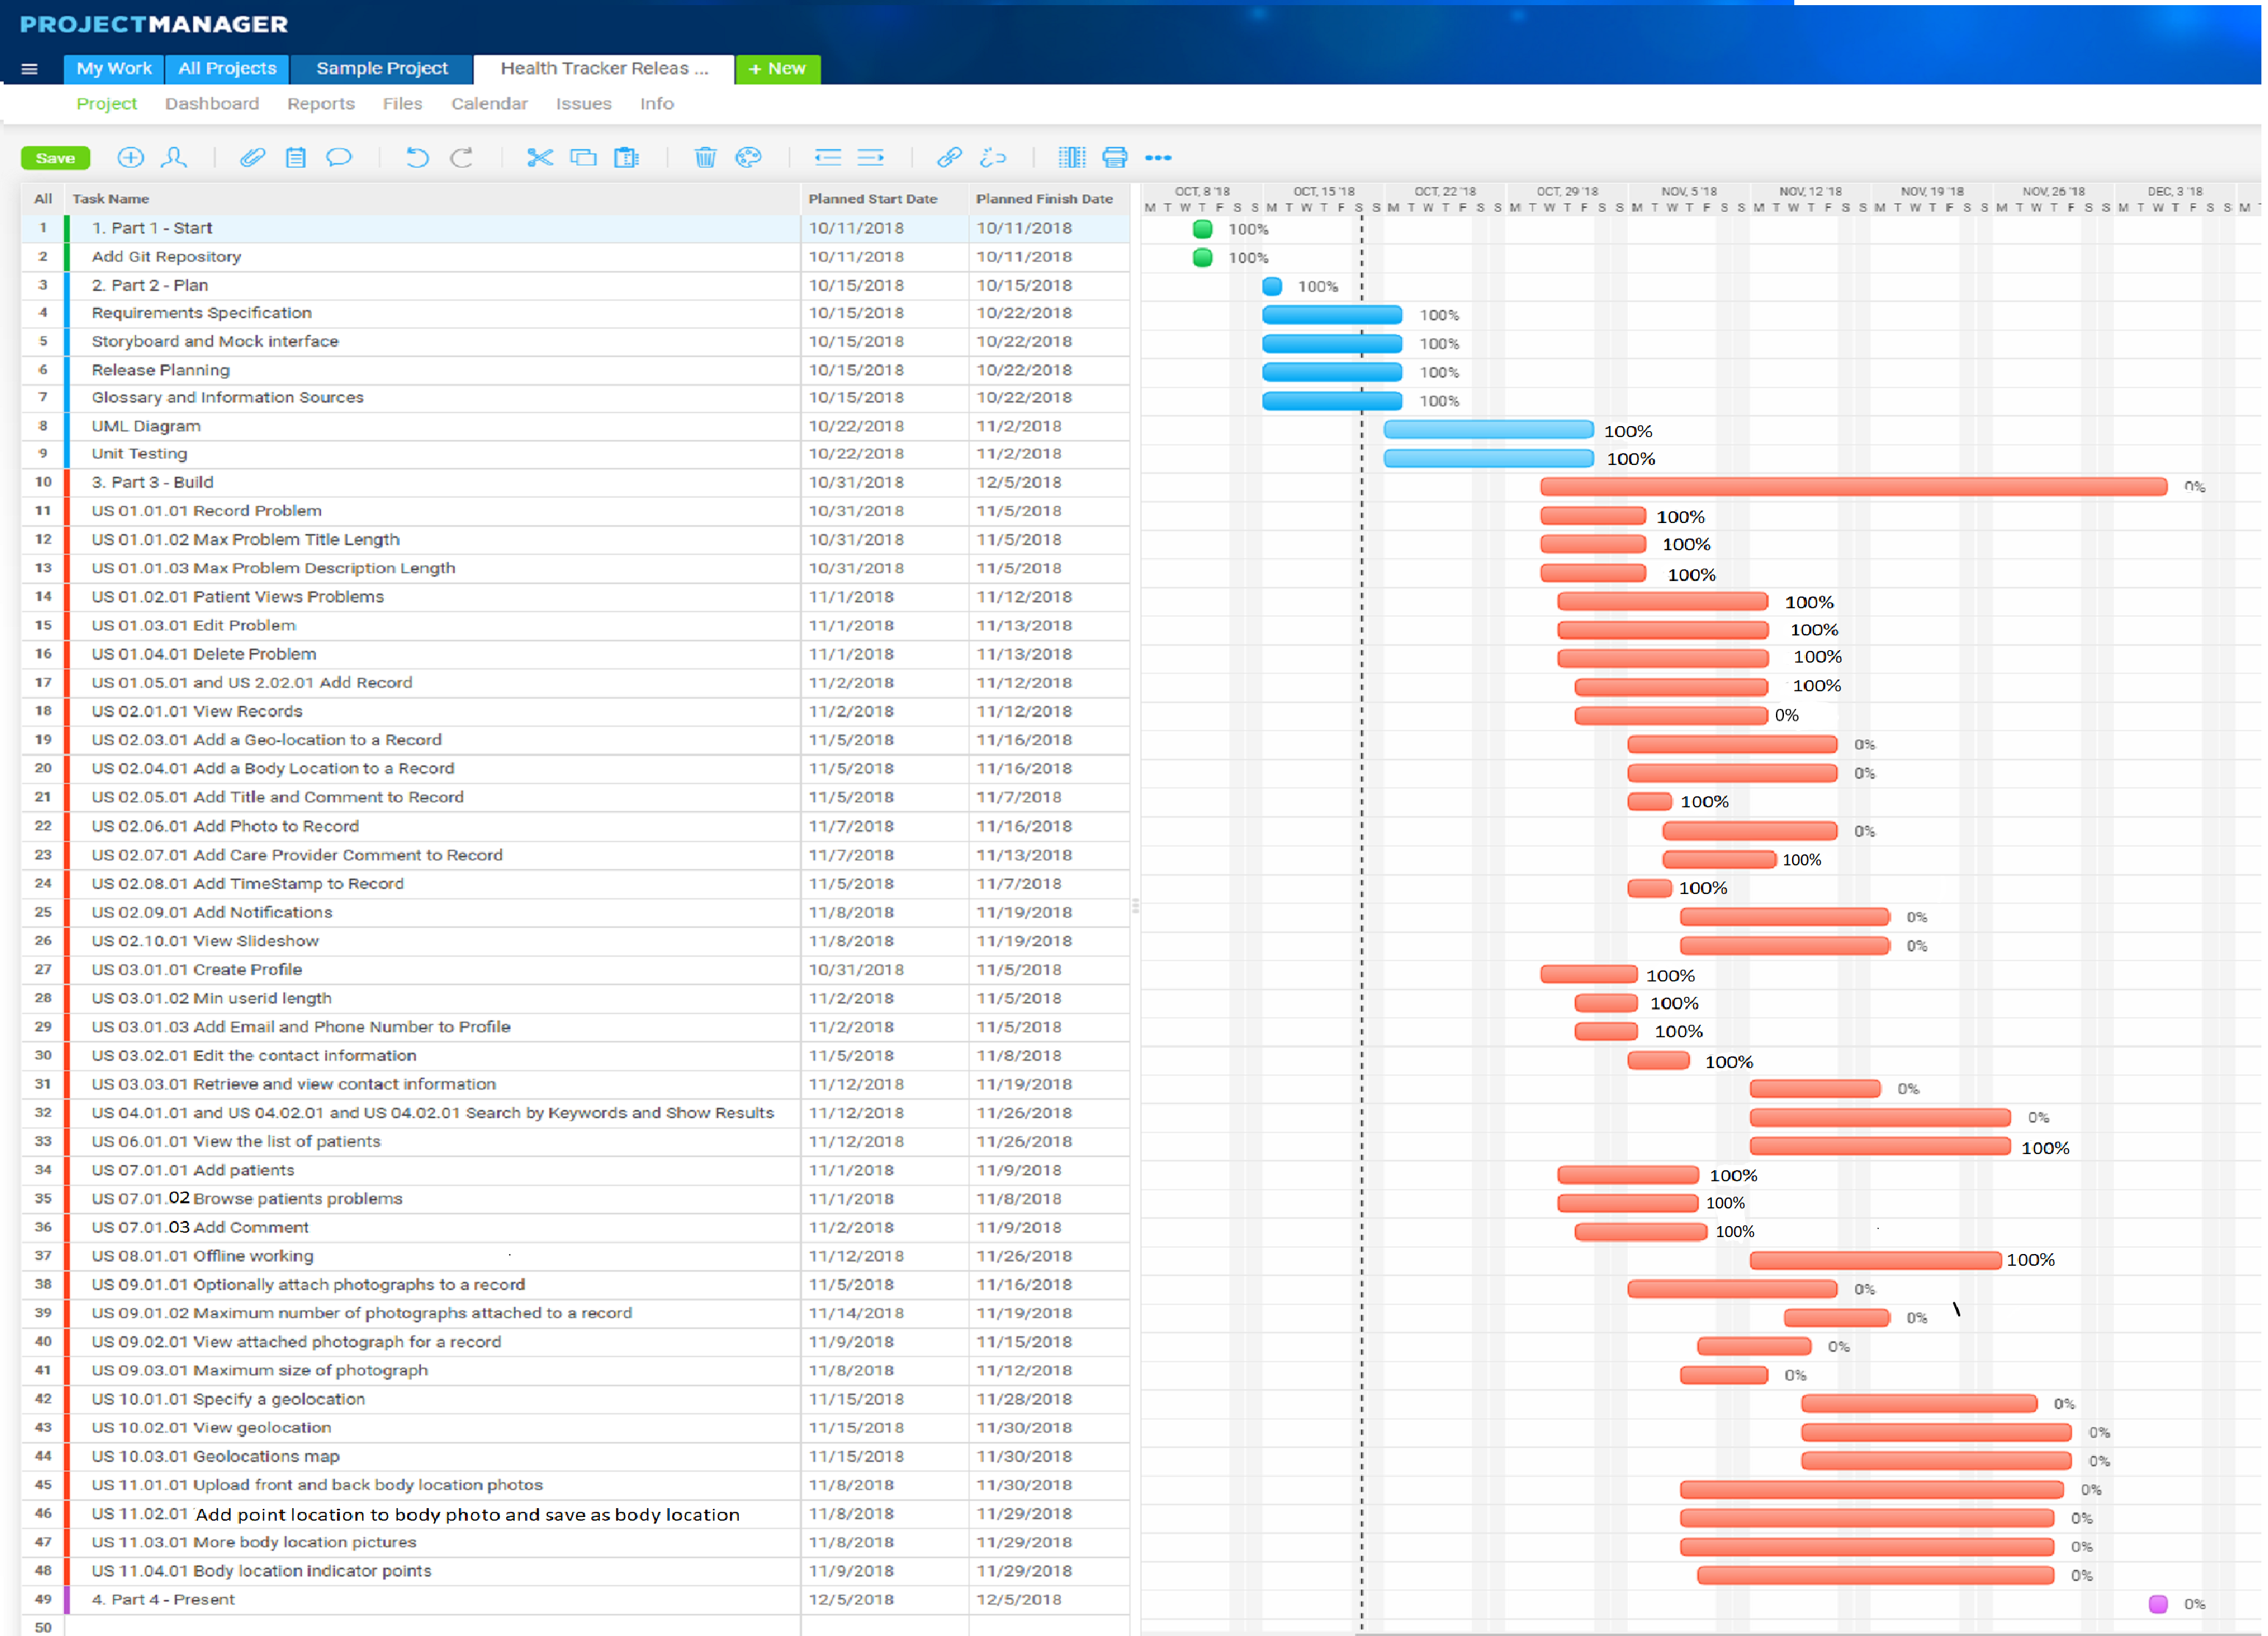 PROJECTMANAGER
My Work All Projects Sample Project Health Tracker Releas ... + New
Project Dashboard Reports Files Calendar Issues Info
Save
All Task Name Planned Start Date Planned Finish Date OCT, 8 '18 OCT, 15 '18 OCT, 22 '18 OCT, 29 '18 NOV, 5 '18 NOV, 12 '18 NOV, 19 '18 NOV, 26 '18 DEC, 3 '18
M T W T F S S M T W T F S S M T W T F S S M T W T F S S M T W T F S S M T W T F S S M T W T F S S M T W T F S S M T W T F S S M
1 1. Part 1 - Start 10/11/2018 10/11/2018 100%
2 Add Git Repository 10/11/2018 10/11/2018 100%
3 2. Part 2 - Plan 10/15/2018 10/15/2018 100%
4 Requirements Specification 10/15/2018 10/22/2018 100%
5 Storyboard and Mock interface 10/15/2018 10/22/2018 100%
6 Release Planning 10/15/2018 10/22/2018 100%
7 Glossary and Information Sources 10/15/2018 10/22/2018 100%
8 UML Diagram 10/22/2018 11/2/2018 100%
9 Unit Testing 10/22/2018 11/2/2018 100%
10 3. Part 3 - Build 10/31/2018 12/5/2018 0%
11 US 01.01.01 Record Problem 10/31/2018 11/5/2018 100%
12 US 01.01.02 Max Problem Title Length 10/31/2018 11/5/2018 100%
13 US 01.01.03 Max Problem Description Length 10/31/2018 11/5/2018 100%
14 US 01.02.01 Patient Views Problems 11/1/2018 11/12/2018 100%
15 US 01.03.01 Edit Problem 11/1/2018 11/13/2018 100%
16 US 01.04.01 Delete Problem 11/1/2018 11/13/2018 100%
17 US 01.05.01 and US 2.02.01 Add Record 11/2/2018 11/12/2018 100%
18 US 02.01.01 View Records 11/2/2018 11/12/2018 0%
19 US 02.03.01 Add a Geo-location to a Record 11/5/2018 11/16/2018 0%
20 US 02.04.01 Add a Body Location to a Record 11/5/2018 11/16/2018 0%
21 US 02.05.01 Add Title and Comment to Record 11/5/2018 11/7/2018 100%
22 US 02.06.01 Add Photo to Record 11/7/2018 11/16/2018 0%
23 US 02.07.01 Add Care Provider Comment to Record 11/7/2018 11/13/2018 100%
24 US 02.08.01 Add TimeStamp to Record 11/5/2018 11/7/2018 100%
25 US 02.09.01 Add Notifications 11/8/2018 11/19/2018 0%
26 US 02.10.01 View Slideshow 11/8/2018 11/19/2018 0%
27 US 03.01.01 Create Profile 10/31/2018 11/5/2018 100%
28 US 03.01.02 Min userid length 11/2/2018 11/5/2018 100%
29 US 03.01.03 Add Email and Phone Number to Profile 11/2/2018 11/5/2018 100%
30 US 03.02.01 Edit the contact information 11/5/2018 11/8/2018 100%
31 US 03.03.01 Retrieve and view contact information 11/12/2018 11/19/2018 0%
32 US 04.01.01 and US 04.02.01 and US 04.02.01 Search by Keywords and Show Results 11/12/2018 11/26/2018 0%
33 US 06.01.01 View the list of patients 11/12/2018 11/26/2018 100%
34 US 07.01.01 Add patients 11/1/2018 11/9/2018 100%
35 US 07.01.02 Browse patients problems 11/1/2018 11/8/2018 100%
36 US 07.01.03 Add Comment 11/2/2018 11/9/2018 100%
37 US 08.01.01 Offline working 11/12/2018 11/26/2018 100%
38 US 09.01.01 Optionally attach photographs to a record 11/5/2018 11/16/2018 0%
39 US 09.01.02 Maximum number of photographs attached to a record 11/14/2018 11/19/2018 0%
40 US 09.02.01 View attached photograph for a record 11/9/2018 11/15/2018 0%
41 US 09.03.01 Maximum size of photograph 11/8/2018 11/12/2018 0%
42 US 10.01.01 Specify a geolocation 11/15/2018 11/28/2018 0%
43 US 10.02.01 View geolocation 11/15/2018 11/30/2018 0%
44 US 10.03.01 Geolocations map 11/15/2018 11/30/2018 0%
45 US 11.01.01 Upload front and back body location photos 11/8/2018 11/30/2018 0%
46 US 11.02.01 Add point location to body photo and save as body location 11/8/2018 11/29/2018 0%
47 US 11.03.01 More body location pictures 11/8/2018 11/29/2018 0%
48 US 11.04.01 Body location indicator points 11/9/2018 11/29/2018 0%
49 4. Part 4 - Present 12/5/2018 12/5/2018 0%
50